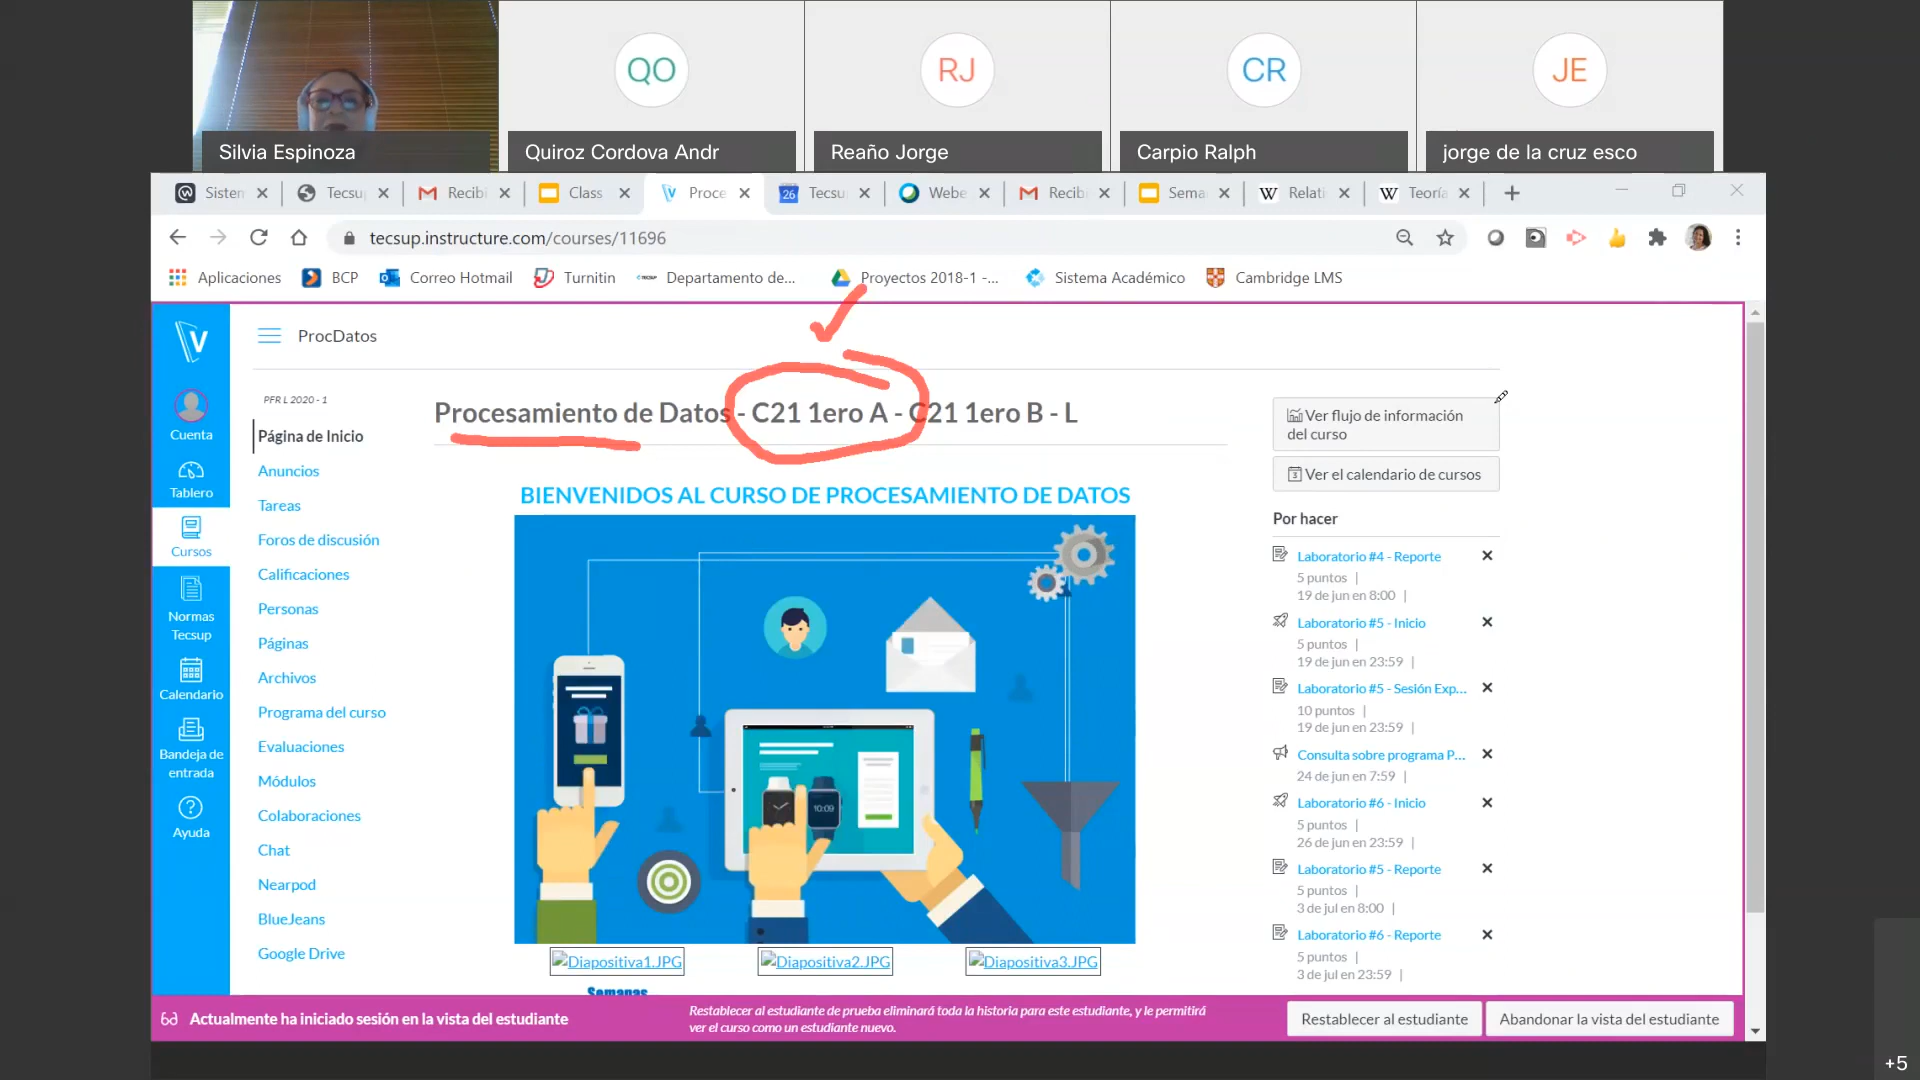 QO
RJ
CR
JE
Silvia Espinoza
Quiroz Cordova Andr
Reaño Jorge
Carpio Ralph
jorge de la cruz esco
Sisten
Tecsu
Recibi
Class
Proce
26
Tecsu
Webe
Recib
Sema
W
Relati
W
Teoría
tecsup.instructure.com/courses/11696
Aplicaciones
BCP
Correo Hotmail
Turnitin
Departamento de...
Proyectos 2018-1 -...
Sistema Académico
Cambridge LMS
V
ProcDatos
Cuenta
Tablero
Cursos
Normas
Tecsup
Calendario
Bandeja de
entrada
Ayuda
PFR L 2020 - 1
Página de Inicio
Anuncios
Tareas
Foros de discusión
Calificaciones
Personas
Páginas
Archivos
Programa del curso
Evaluaciones
Módulos
Colaboraciones
Chat
Nearpod
BlueJeans
Google Drive
Procesamiento de Datos - C21 1ero A - C21 1ero B - L
BIENVENIDOS AL CURSO DE PROCESAMIENTO DE DATOS
10:09
Diapositiva1.JPG
Diapositiva2.JPG
Diapositiva3.JPG
Semanas
Ver flujo de información
del curso
Ver el calendario de cursos
Por hacer
Laboratorio #4 - Reporte
5 puntos |
19 de jun en 8:00 |
Laboratorio #5 - Inicio
5 puntos |
19 de jun en 23:59 |
Laboratorio #5 - Sesión Exp...
10 puntos |
19 de jun en 23:59 |
Consulta sobre programa P...
24 de jun en 7:59 |
Laboratorio #6 - Inicio
5 puntos |
26 de jun en 23:59 |
Laboratorio #5 - Reporte
5 puntos |
3 de jul en 8:00 |
Laboratorio #6 - Reporte
5 puntos |
3 de jul en 23:59 |
Actualmente ha iniciado sesión en la vista del estudiante
Restablecer al estudiante de prueba eliminará toda la historia para este estudiante, y le permitirá
ver el curso como un estudiante nuevo.
Restablecer al estudiante
Abandonar la vista del estudiante
+5